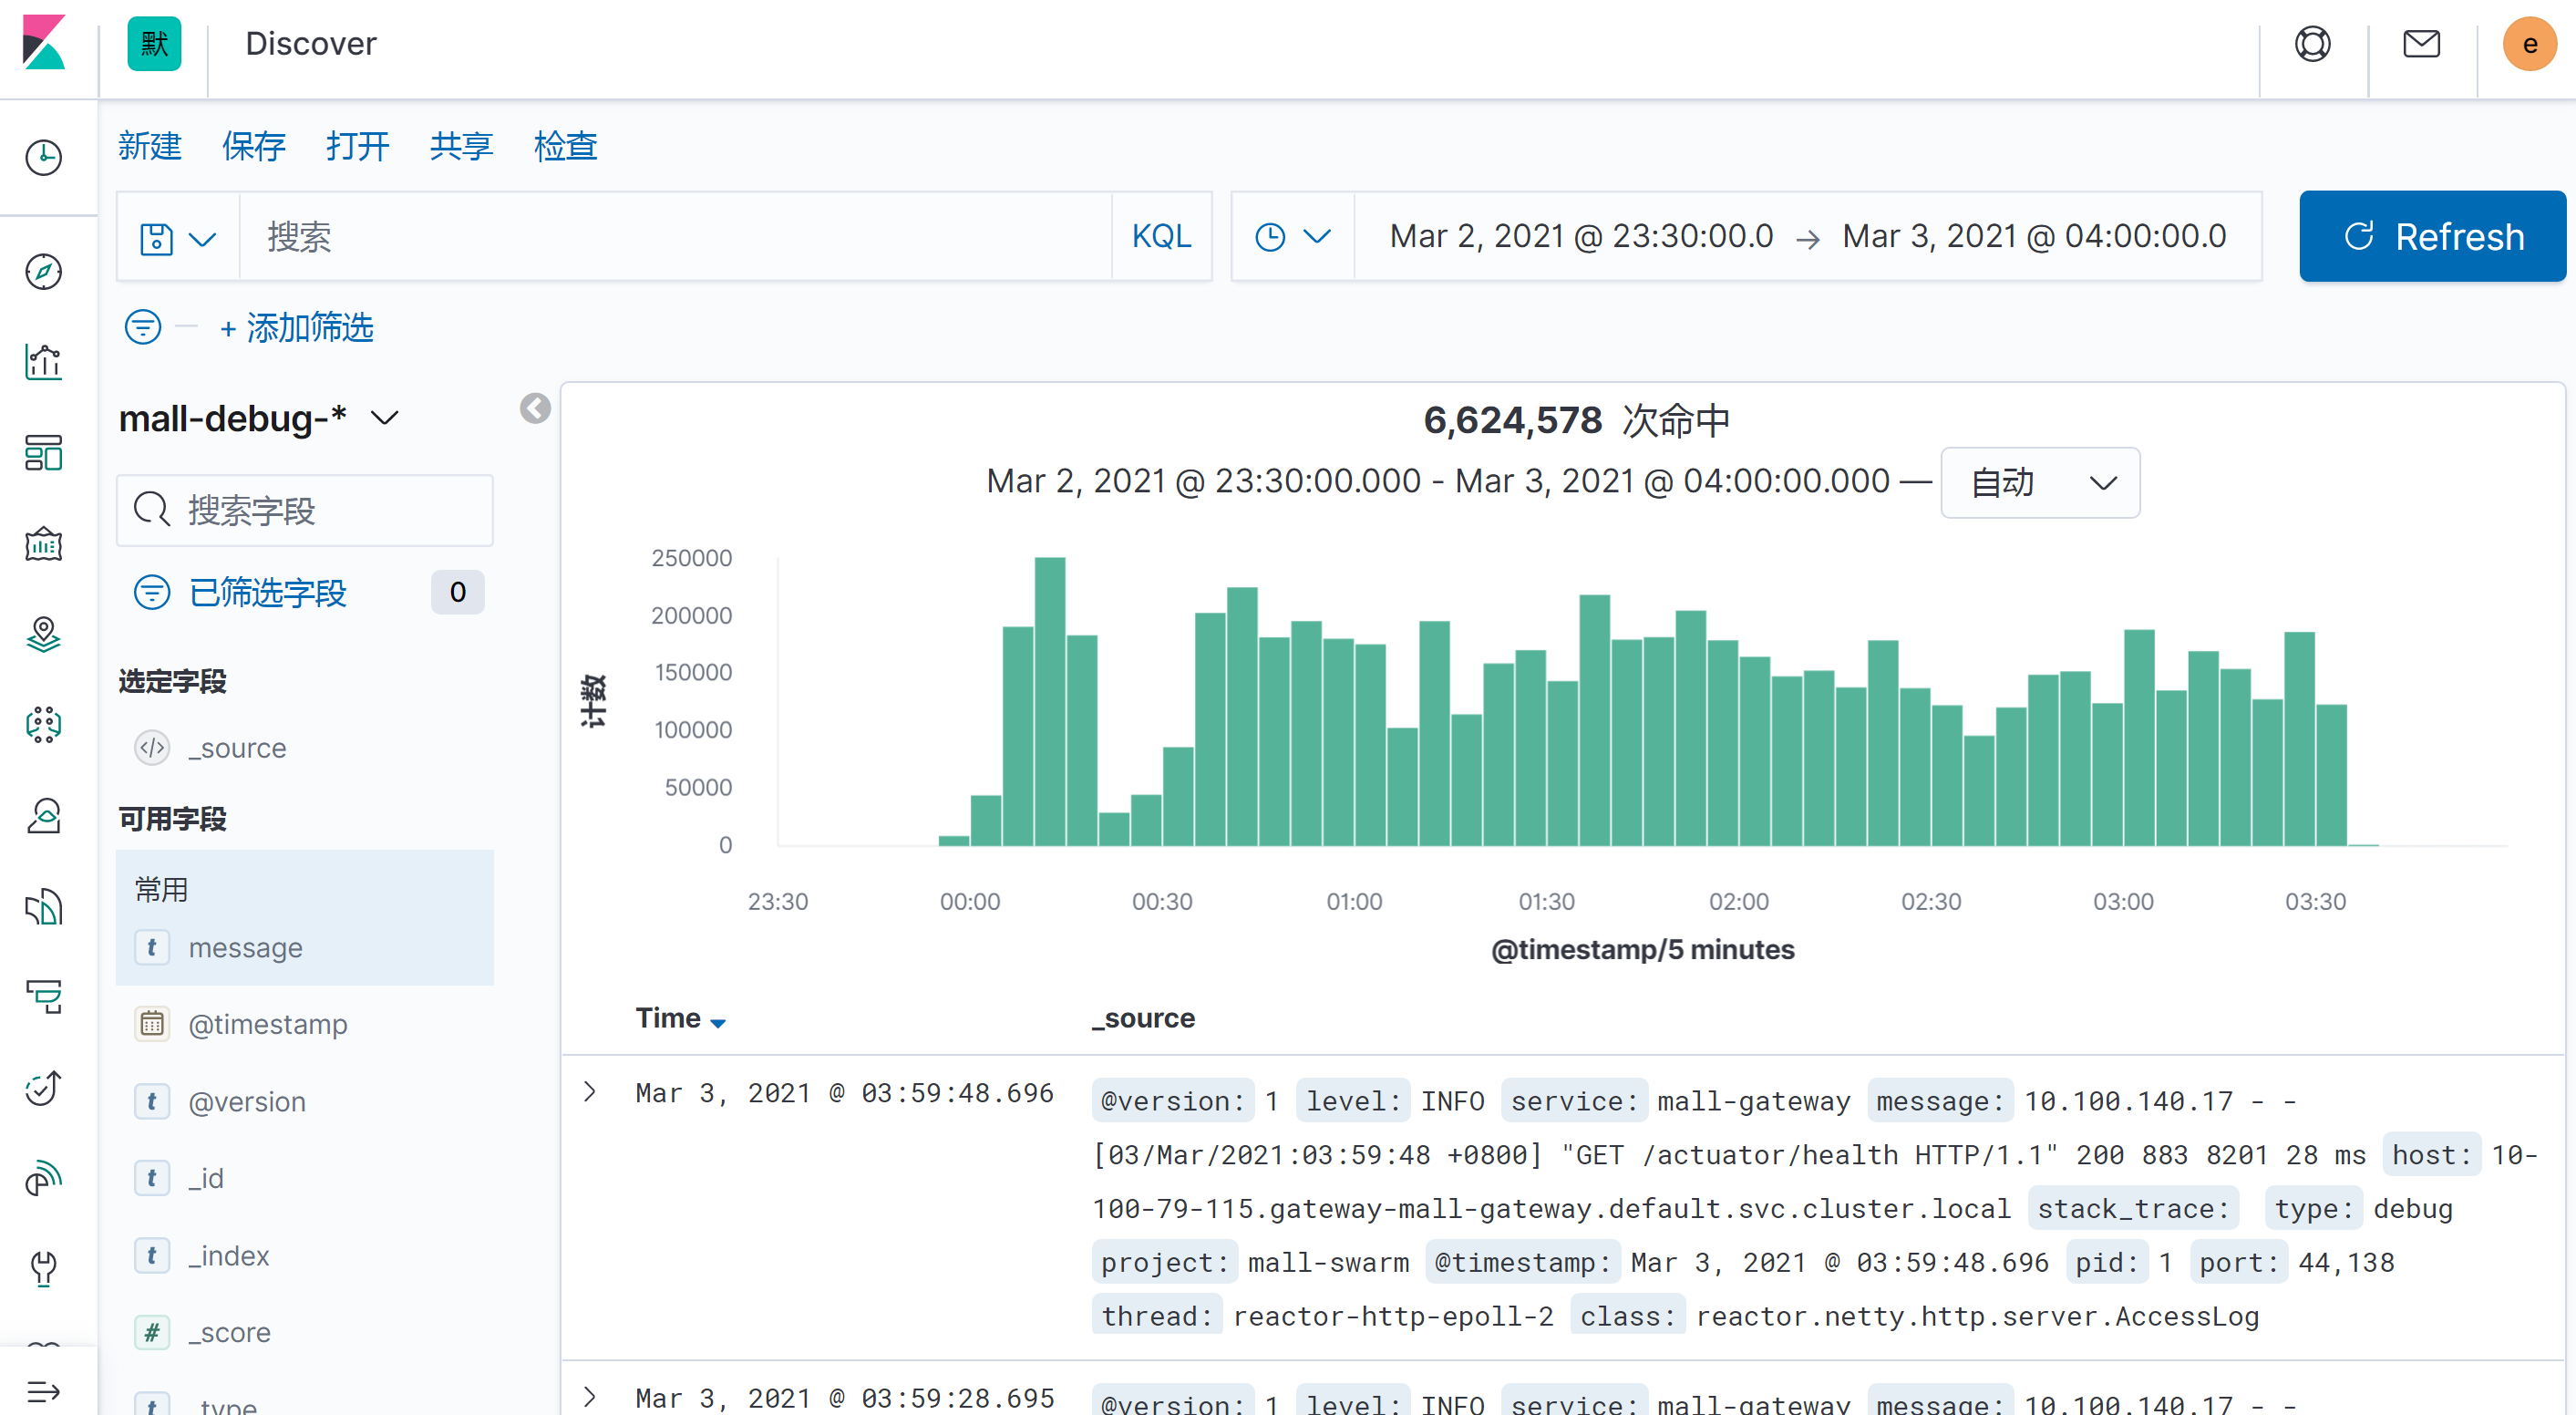 默 Discover e
新建 保存 打开 共享 检查
搜索 KQL Mar 2, 2021 @ 23:30:00.0 → Mar 3, 2021 @ 04:00:00.0 Refresh
+ 添加筛选
mall-debug-*
搜索字段
已筛选字段 0
选定字段
_source
可用字段
常用
t message
@timestamp
t @version
t _id
t _index
# _score
t _type
6,624,578 次命中
Mar 2, 2021 @ 23:30:00.000 - Mar 3, 2021 @ 04:00:00.000 — 自动
计数
250000
200000
150000
100000
50000
0
23:30 00:00 00:30 01:00 01:30 02:00 02:30 03:00 03:30
@timestamp/5 minutes
Time _source
Mar 3, 2021 @ 03:59:48.696 @version: 1 level: INFO service: mall-gateway message: 10.100.140.17 - -
[03/Mar/2021:03:59:48 +0800] "GET /actuator/health HTTP/1.1" 200 883 8201 28 ms host: 10-
100-79-115.gateway-mall-gateway.default.svc.cluster.local stack_trace: type: debug
project: mall-swarm @timestamp: Mar 3, 2021 @ 03:59:48.696 pid: 1 port: 44,138
thread: reactor-http-epoll-2 class: reactor.netty.http.server.AccessLog
Mar 3, 2021 @ 03:59:28.695 @version: 1 level: INFO service: mall-gateway message: 10.100.140.17 - -